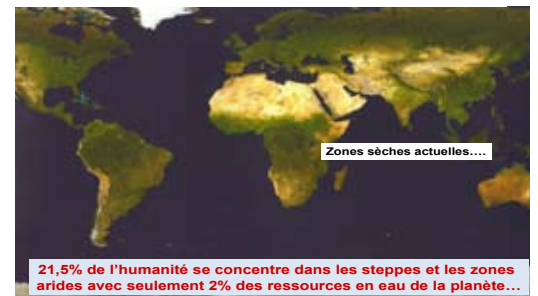 Zones sèches actuelles....
21,5% de l'humanité se concentre dans les steppes et les zones
arides avec seulement 2% des ressources en eau de la planète...